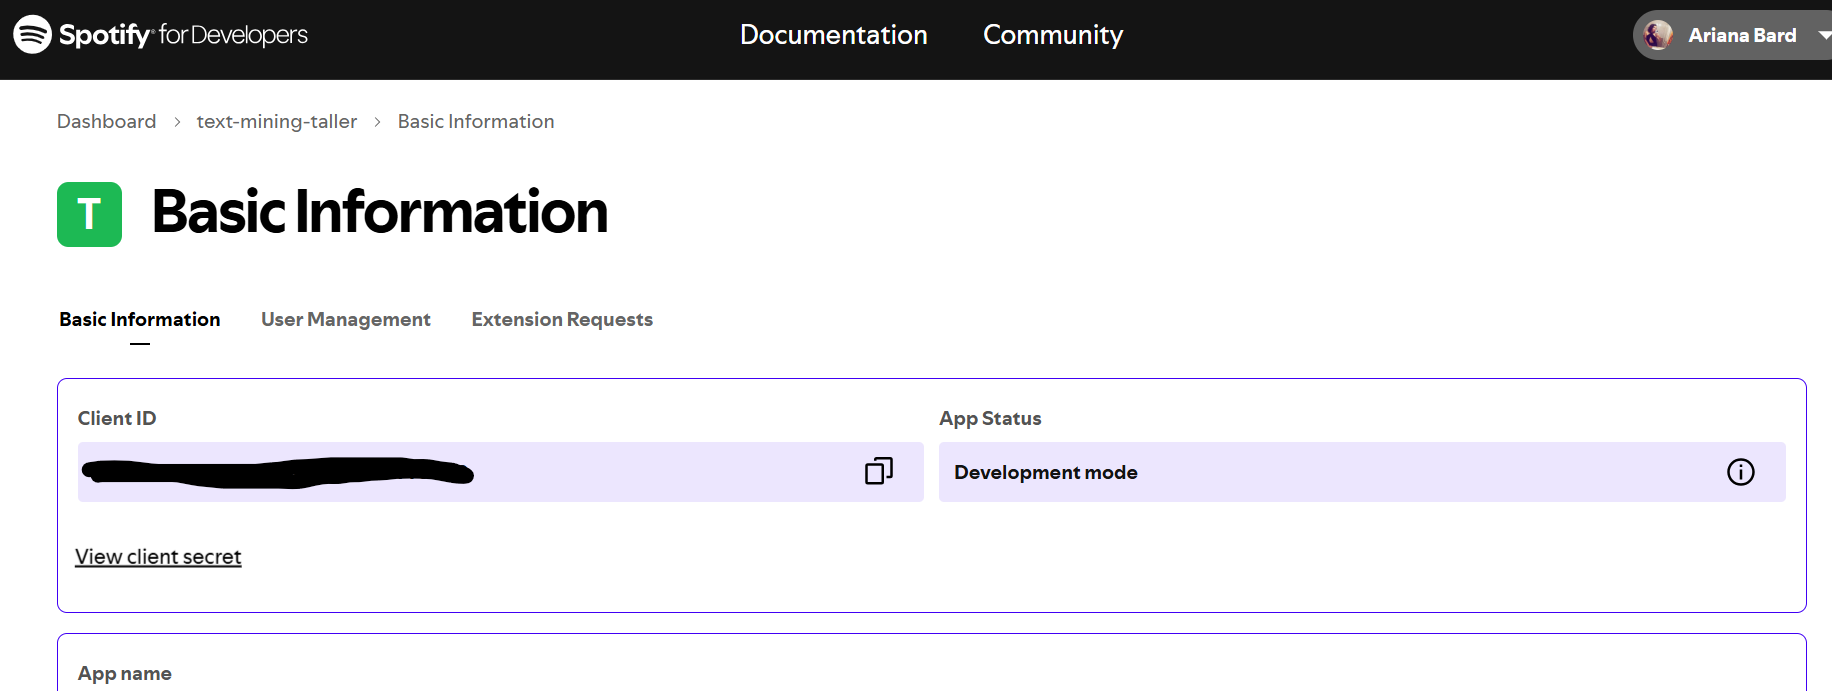 Spotify for Developers Documentation Community Ariana Bard
Dashboard > text-mining-taller > Basic Information
T Basic Information
Basic Information User Management Extension Requests
Client ID App Status
Development mode
View client secret
App name